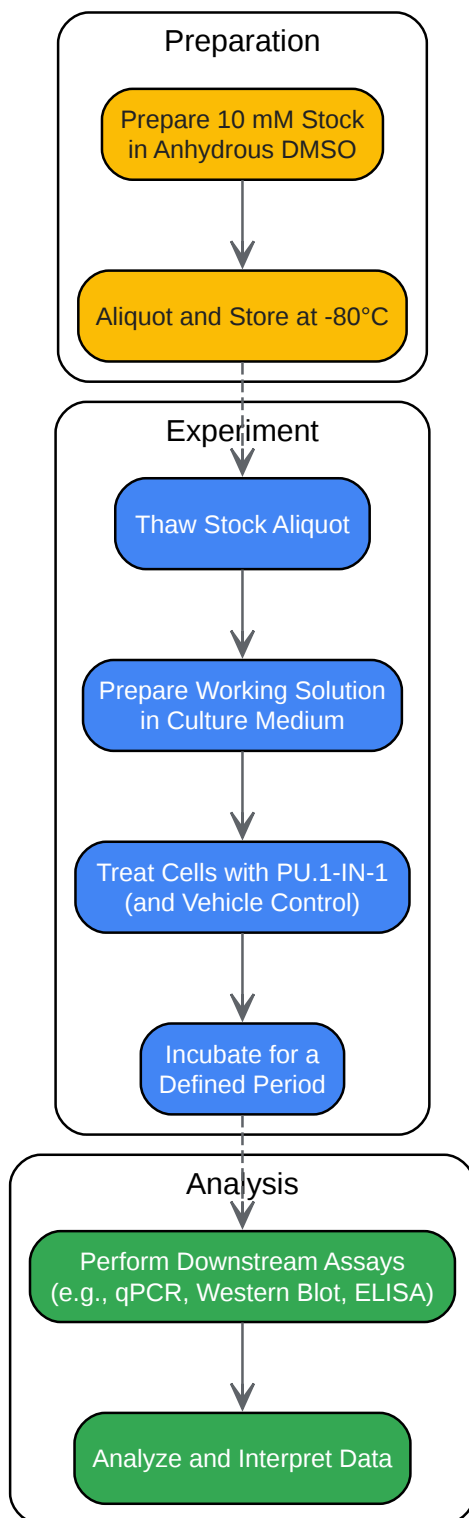 Preparation
Prepare 10 mM Stock
in Anhydrous DMSO
Aliquot and Store at -80°C
Experiment
Thaw Stock Aliquot
Prepare Working Solution
in Culture Medium
Treat Cells with PU.1-IN-1
(and Vehicle Control)
Incubate for a
Defined Period
Analysis
Perform Downstream Assays
(e.g., qPCR, Western Blot, ELISA)
Analyze and Interpret Data